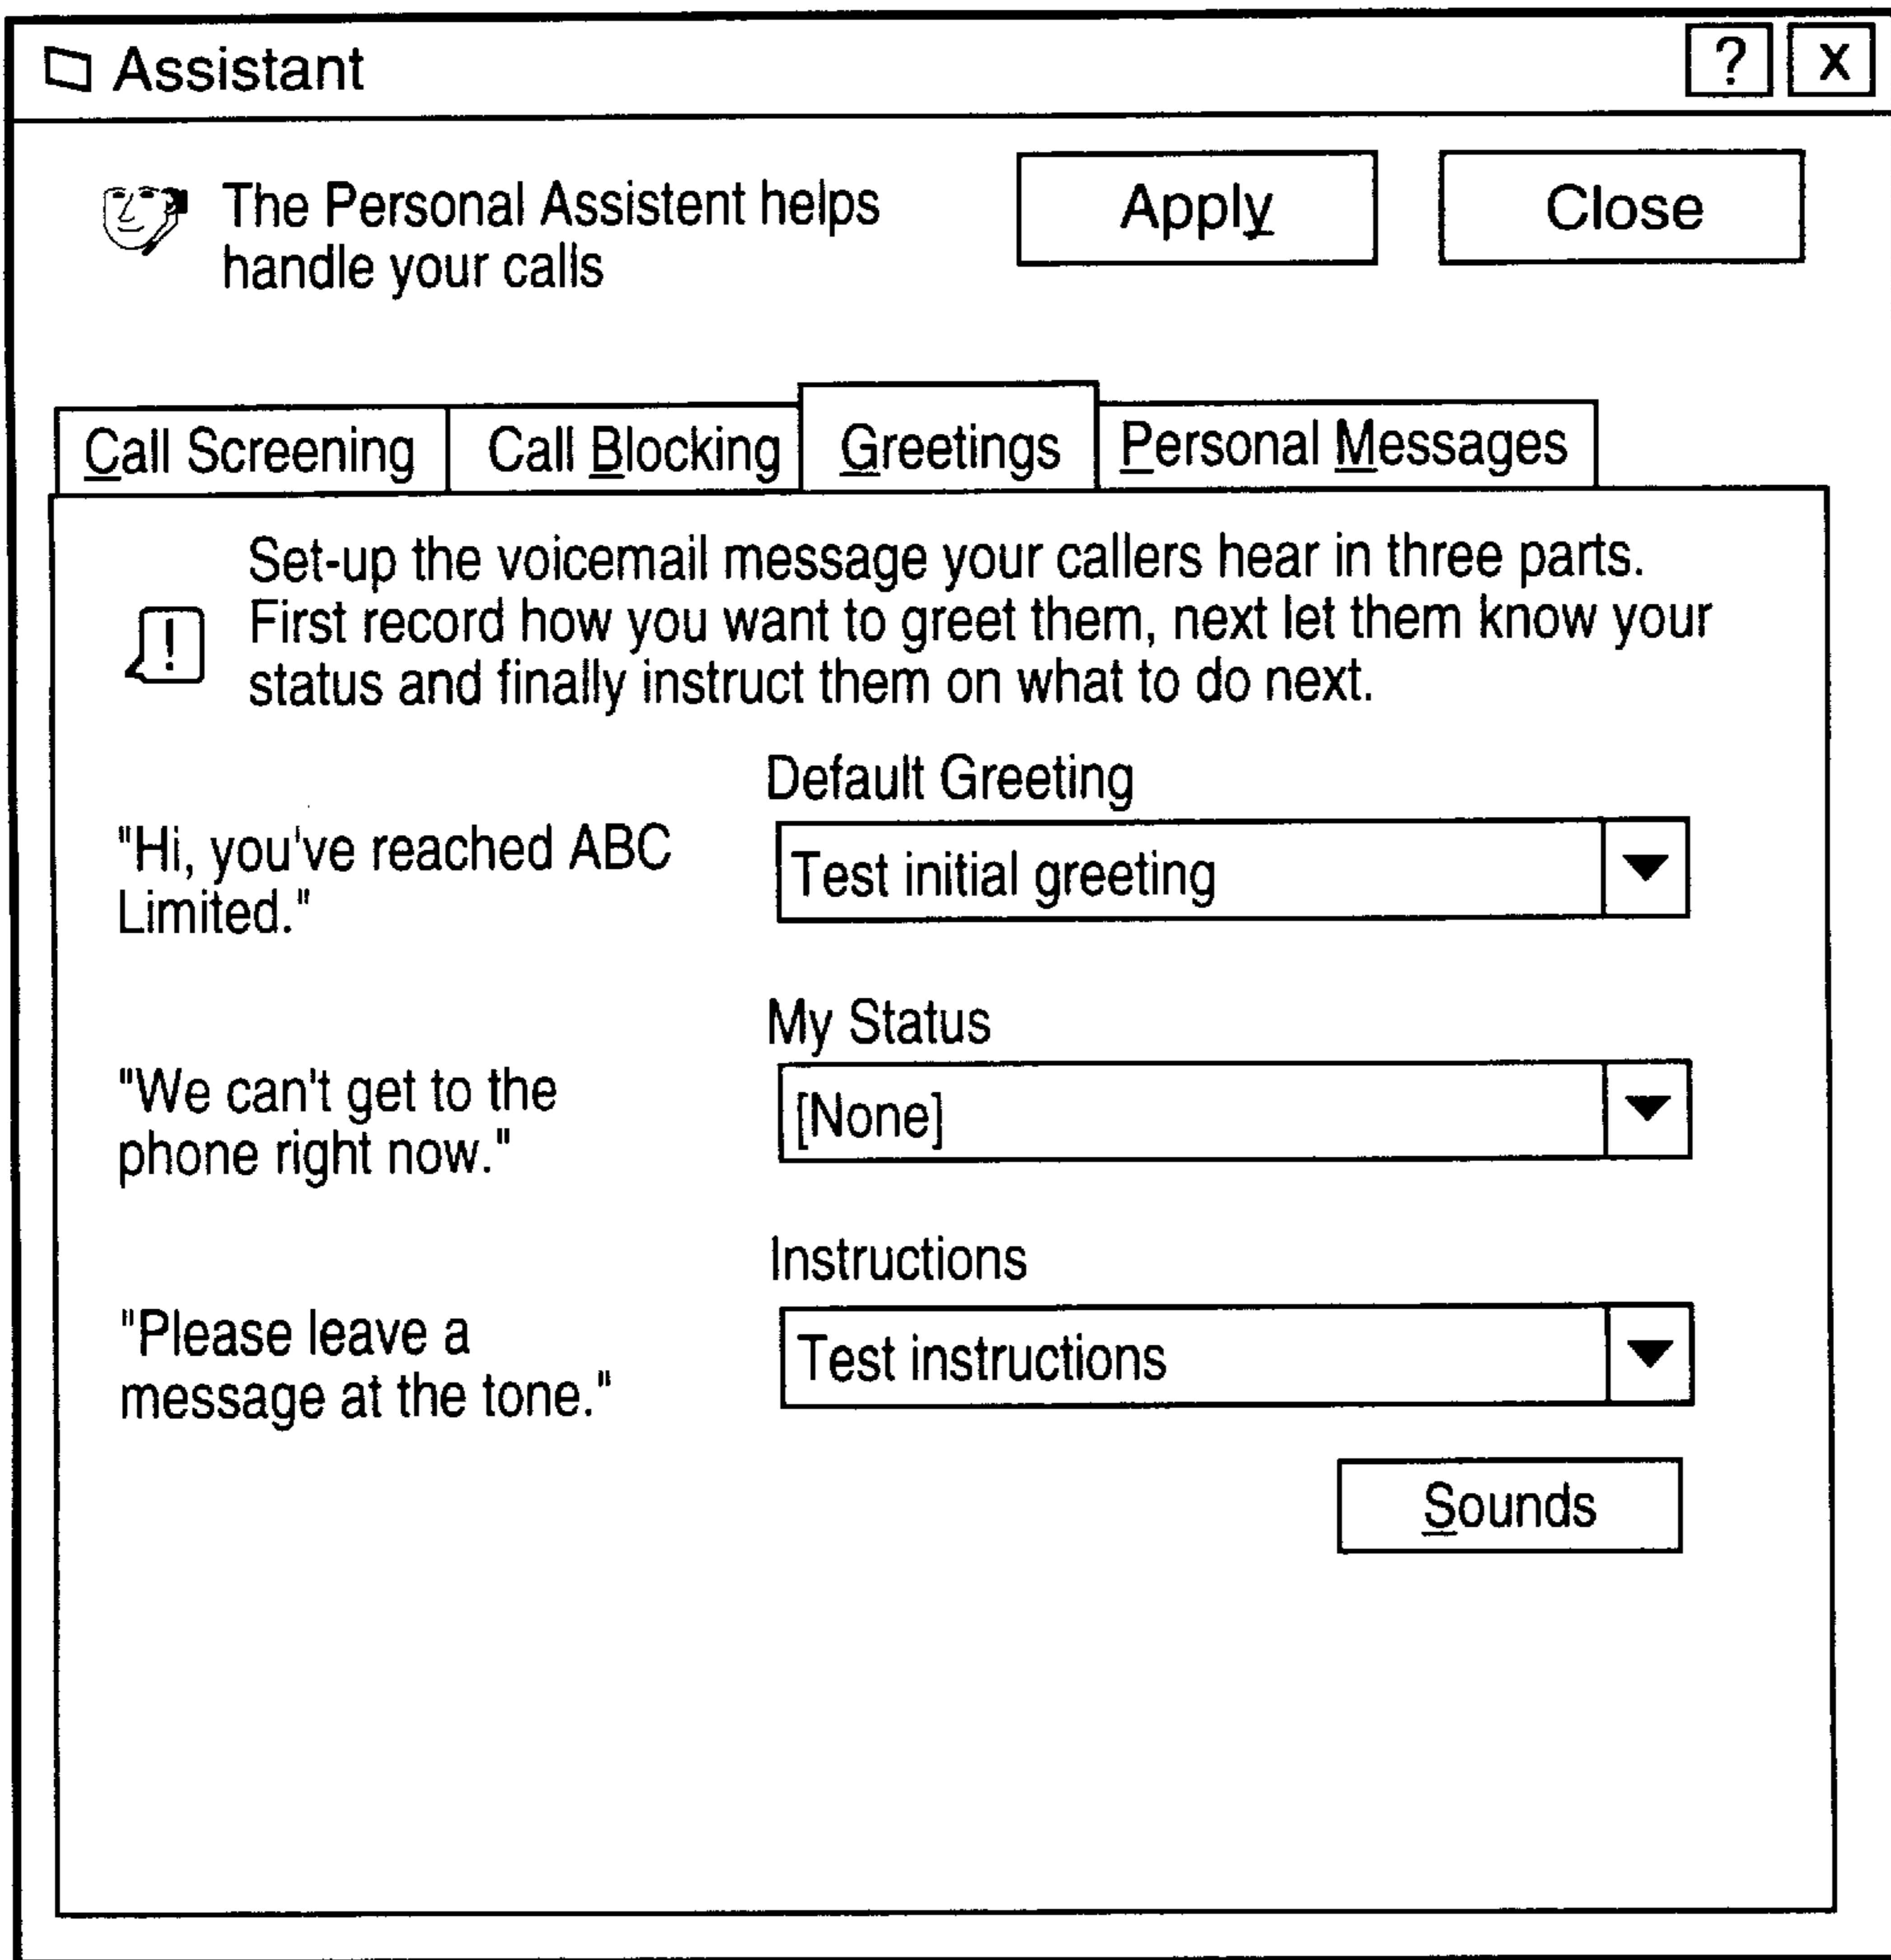 Assistant ? X
The Personal Assistent helps
handle your calls
Apply Close
Call Screening Call Blocking Greetings Personal Messages
Set-up the voicemail message your callers hear in three parts.
! First record how you want to greet them, next let them know your
status and finally instruct them on what to do next.
Default Greeting
"Hi, you've reached ABC
Limited."
Test initial greeting
My Status
"We can't get to the
phone right now."
[None]
Instructions
"Please leave a
message at the tone."
Test instructions
Sounds